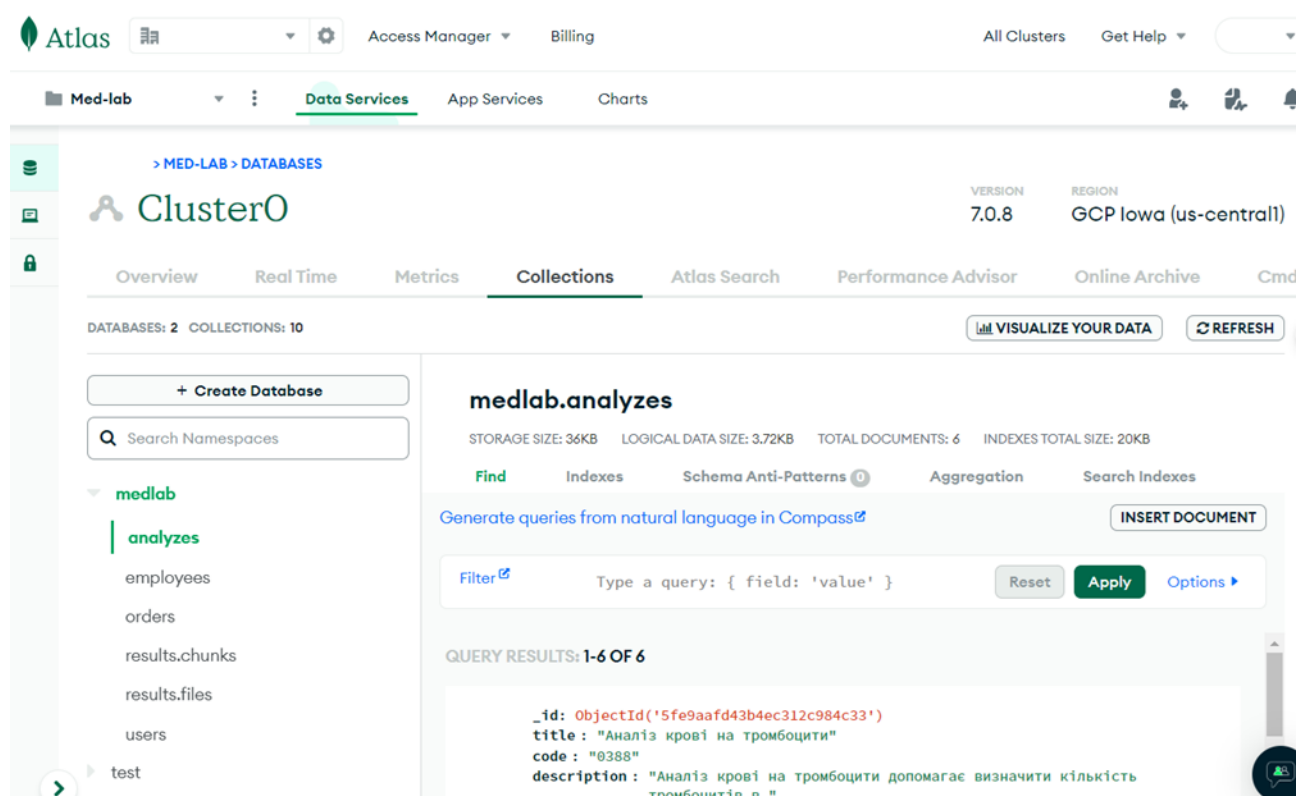 Atlas
Access Manager
Billing
All Clusters
Get Help
Med-lab
Data Services
App Services
Charts
> MED-LAB > DATABASES
Cluster0
VERSION
7.0.8
REGION
GCP Iowa (us-central1)
Overview
Real Time
Metrics
Collections
Atlas Search
Performance Advisor
Online Archive
Cmd
DATABASES: 2 COLLECTIONS: 10
VISUALIZE YOUR DATA
REFRESH
+ Create Database
Search Namespaces
medlab
analyzes
employees
orders
results.chunks
results.files
users
test
medlab.analyzes
STORAGE SIZE: 36KB LOGICAL DATA SIZE: 3.72KB TOTAL DOCUMENTS: 6 INDEXES TOTAL SIZE: 20KB
Find
Indexes
Schema Anti-Patterns 0
Aggregation
Search Indexes
Generate queries from natural language in Compass
INSERT DOCUMENT
Filter
Type a query: { field: 'value' }
Reset
Apply
Options
QUERY RESULTS: 1-6 OF 6
_id: ObjectId('5fe9aafd43b4ec312c984c33')
title : "Аналіз крові на тромбоцити"
code : "0388"
description : "Аналіз крові на тромбоцити допомагає визначити кількість
тромбоцитів в "